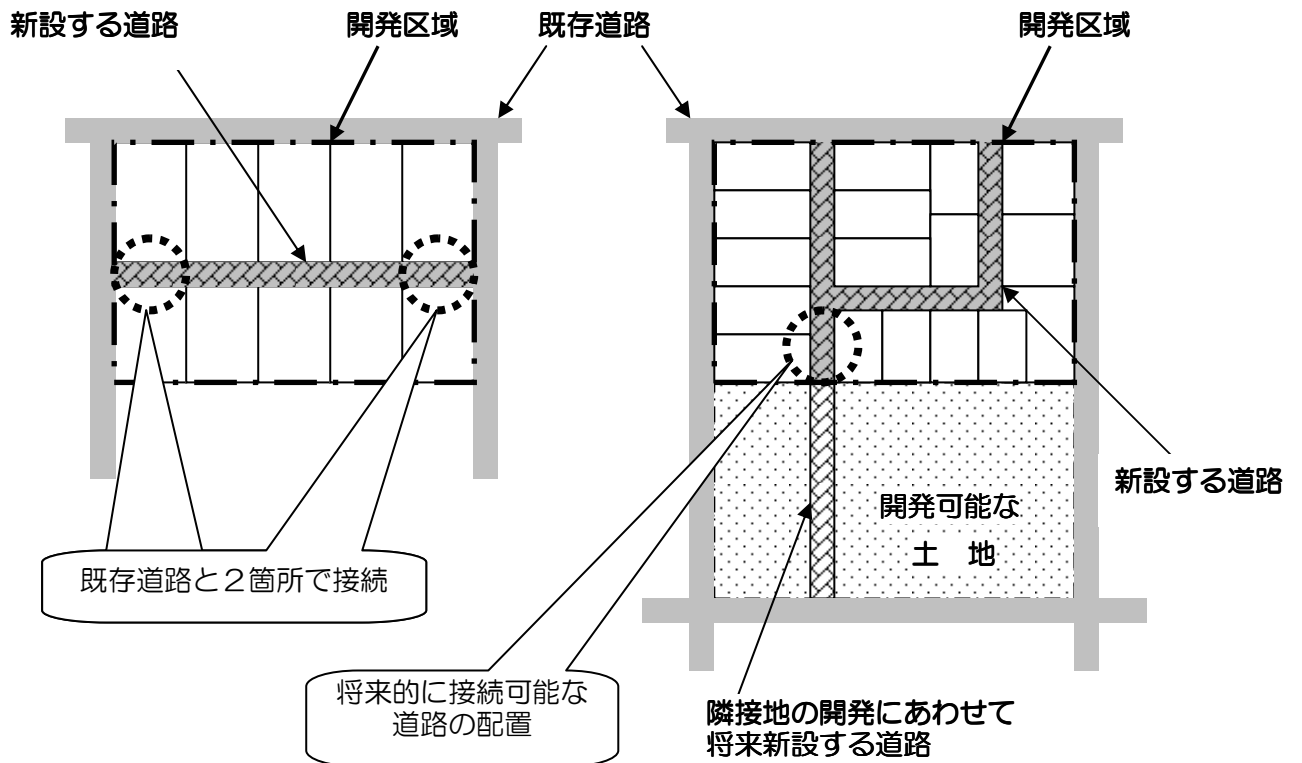 新設する道路
開発区域
既存道路
開発区域
新設する道路
開発可能な
土　地
既存道路と２箇所で接続
将来的に接続可能な
道路の配置
隣接地の開発にあわせて
将来新設する道路